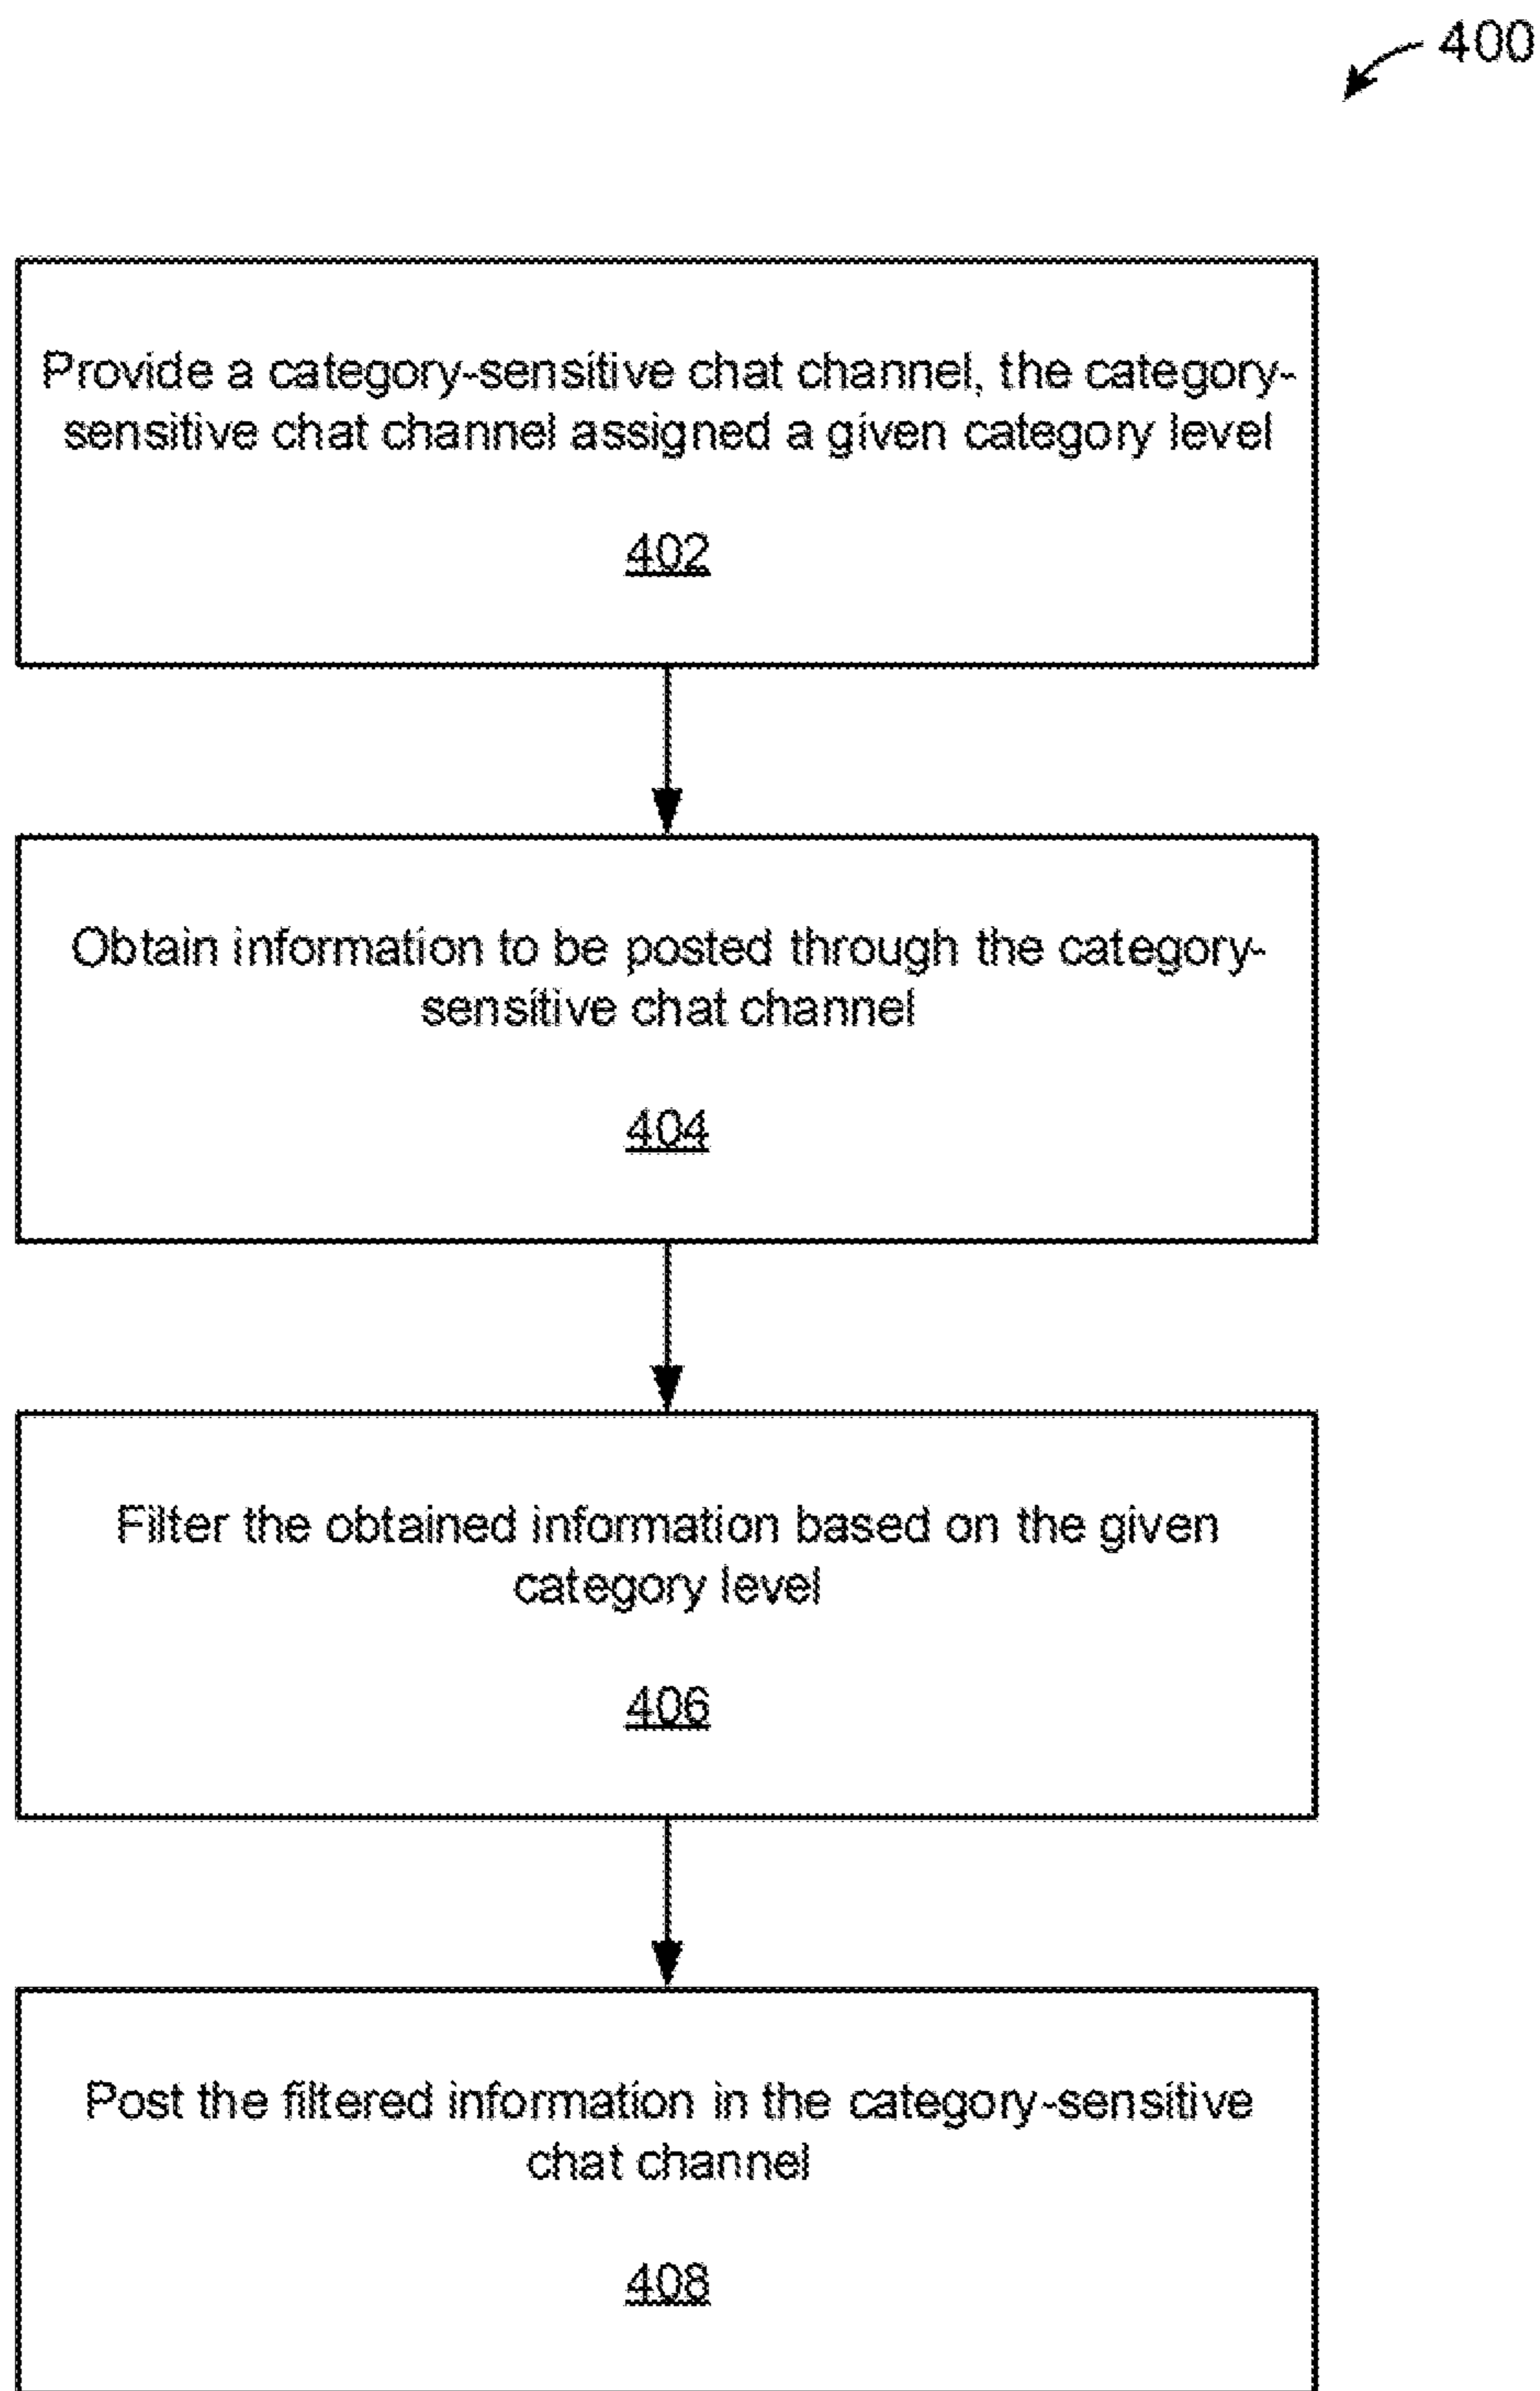 400
Provide a category-sensitive chat channel, the category-
sensitive chat channel assigned a given category level
402
Obtain information to be posted through the category-
sensitive chat channel
404
Filter the obtained information based on the given
category level
406
Post the filtered information in the category-sensitive
chat channel
408